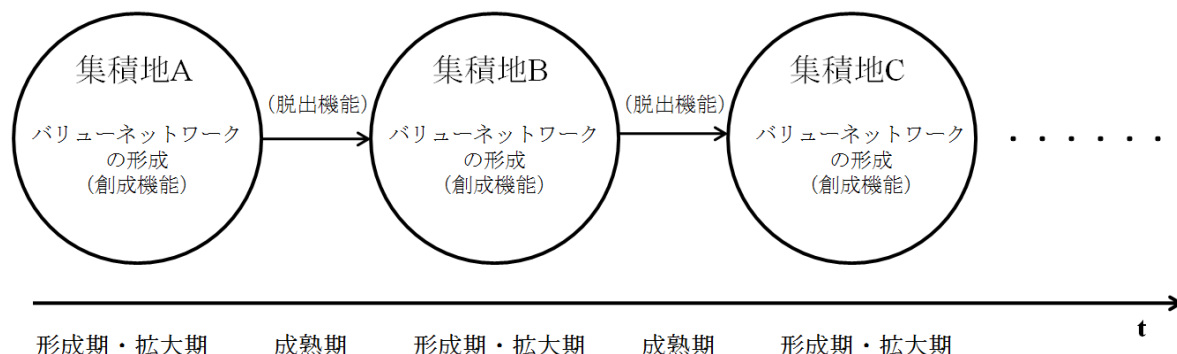 集積地A
バリューネットワーク
の形成
（創成機能）
（脱出機能）
集積地B
バリューネットワーク
の形成
（創成機能）
（脱出機能）
集積地C
バリューネットワーク
の形成
（創成機能）
・・・・・・
t
形成期・拡大期 成熟期 形成期・拡大期 成熟期 形成期・拡大期